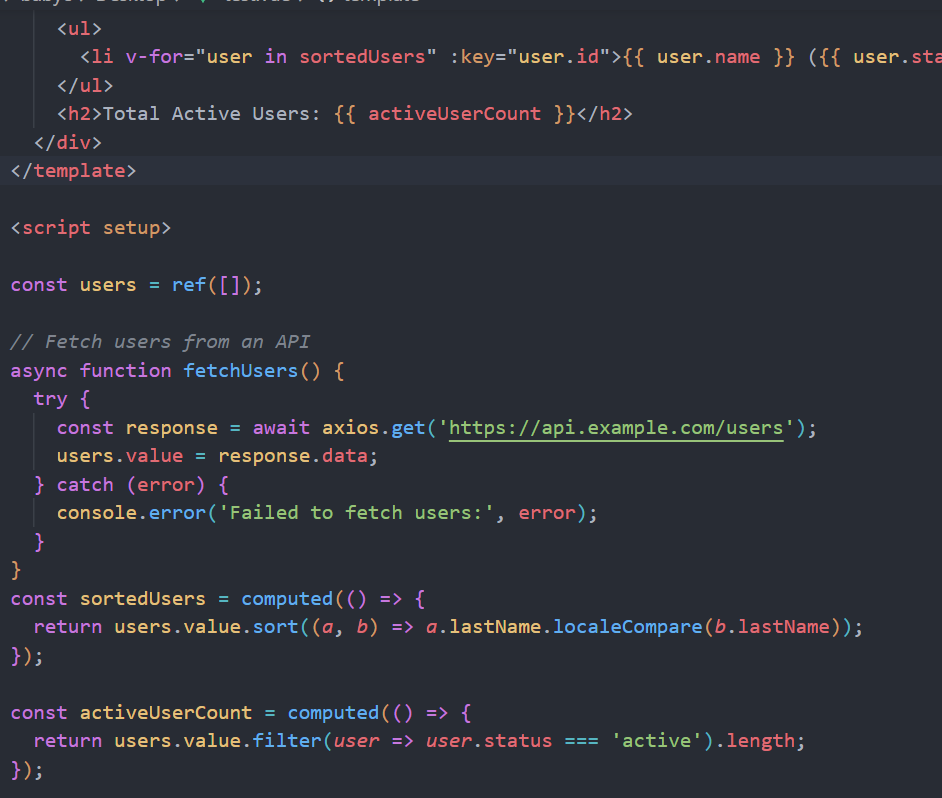 <ul>
<li v-for="user in sortedUsers" :key="user.id">{{ user.name }} ({{ user.sta
</ul>
<h2>Total Active Users: {{ activeUserCount }}</h2>
</div>
</template>
<script setup>
const users = ref([]);
// Fetch users from an API
async function fetchUsers() {
try {
const response = await axios.get('https://api.example.com/users');
users.value = response.data;
} catch (error) {
console.error('Failed to fetch users:', error);
}
}
const sortedUsers = computed(() => {
return users.value.sort((a, b) => a.lastName.localeCompare(b.lastName));
});
const activeUserCount = computed(() => {
return users.value.filter(user => user.status === 'active').length;
});